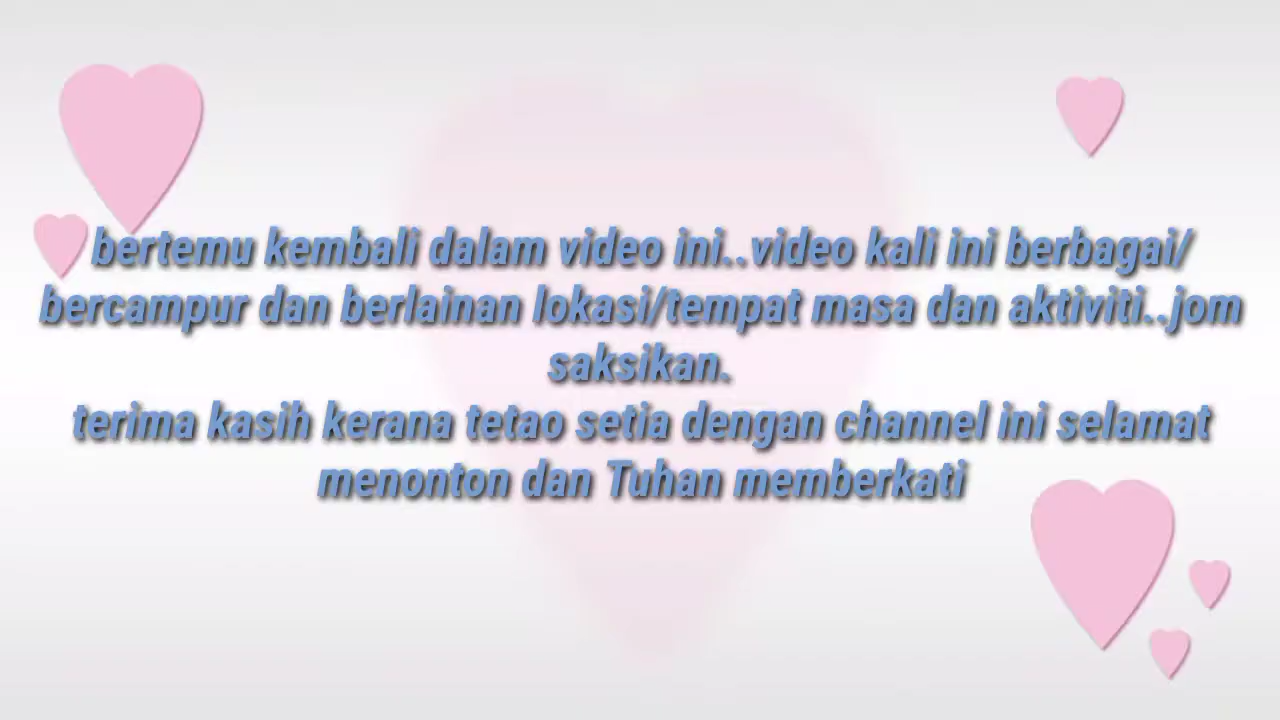 bertemu kembali dalam video ini..video kali ini berbagai/
bercampur dan berlainan lokasi/tempat masa dan aktiviti..jom
saksikan.
terima kasih kerana tetao setia dengan channel ini selamat
menonton dan Tuhan memberkati